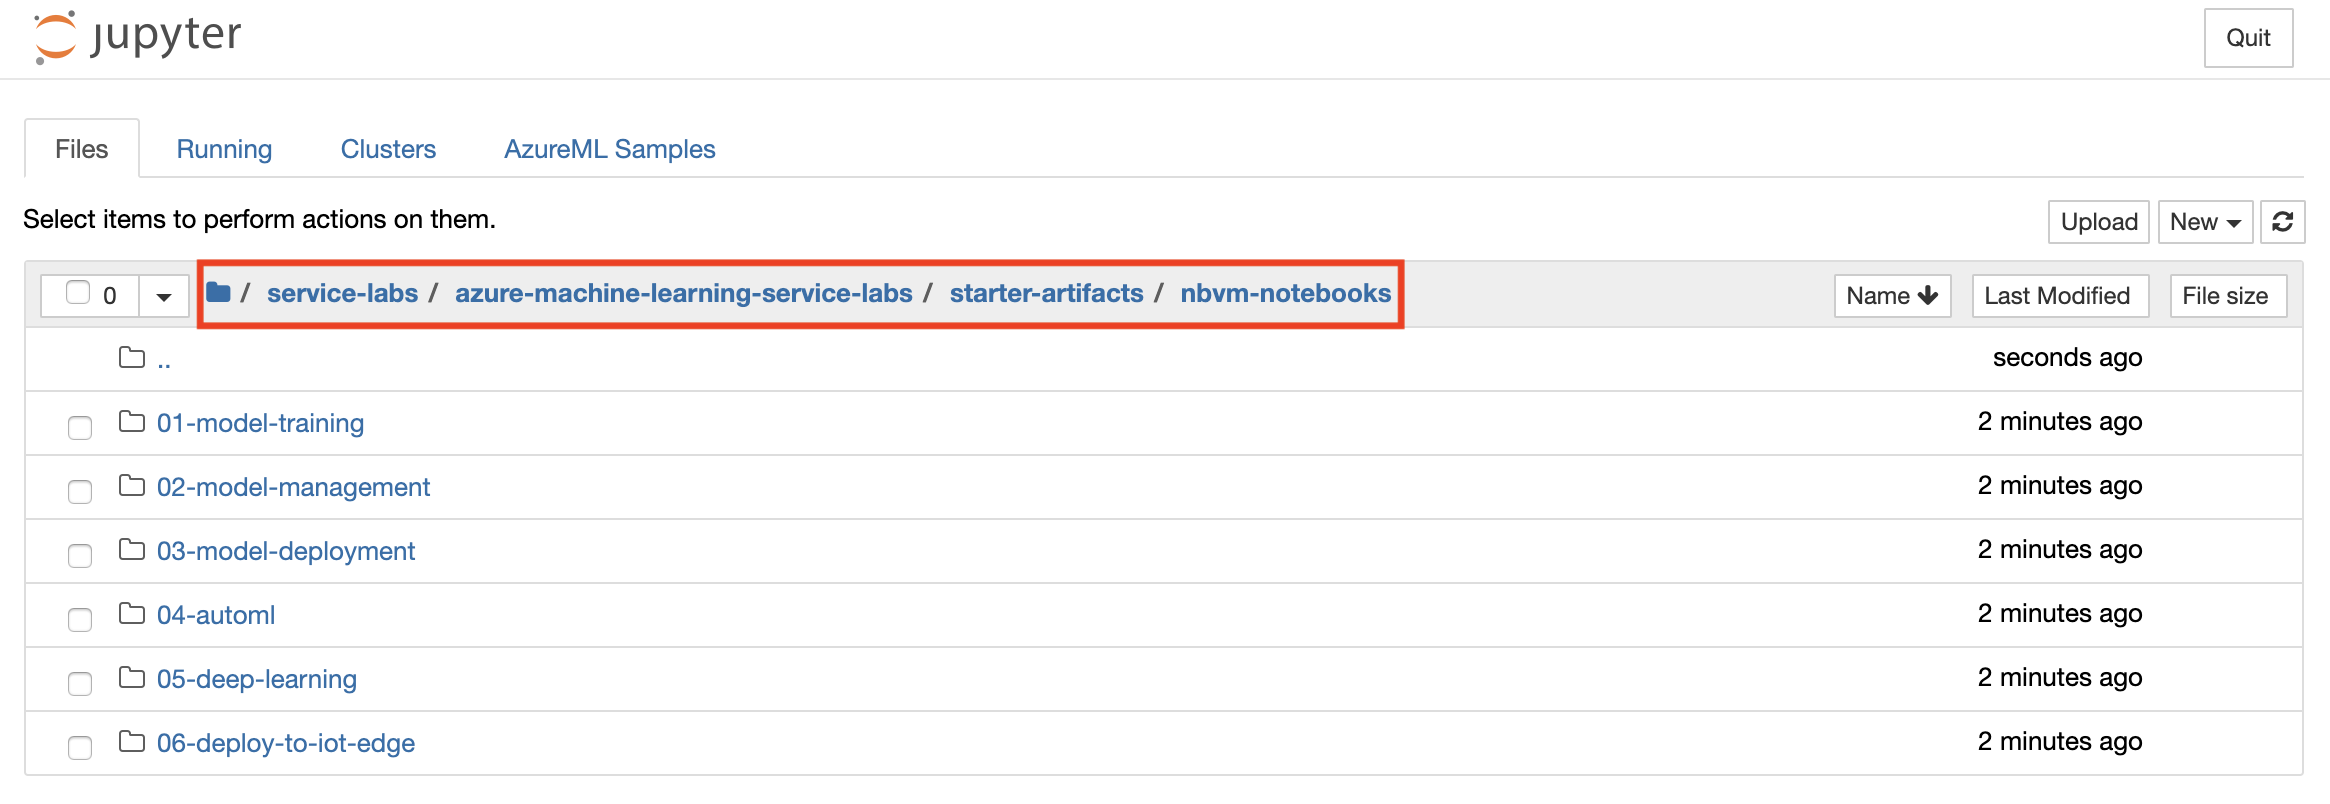 jupyter
Quit
Files Running Clusters AzureML Samples
Select items to perform actions on them.
Upload New
0 / service-labs / azure-machine-learning-service-labs / starter-artifacts / nbvm-notebooks Name Last Modified File size
.. seconds ago
01-model-training 2 minutes ago
02-model-management 2 minutes ago
03-model-deployment 2 minutes ago
04-automl 2 minutes ago
05-deep-learning 2 minutes ago
06-deploy-to-iot-edge 2 minutes ago